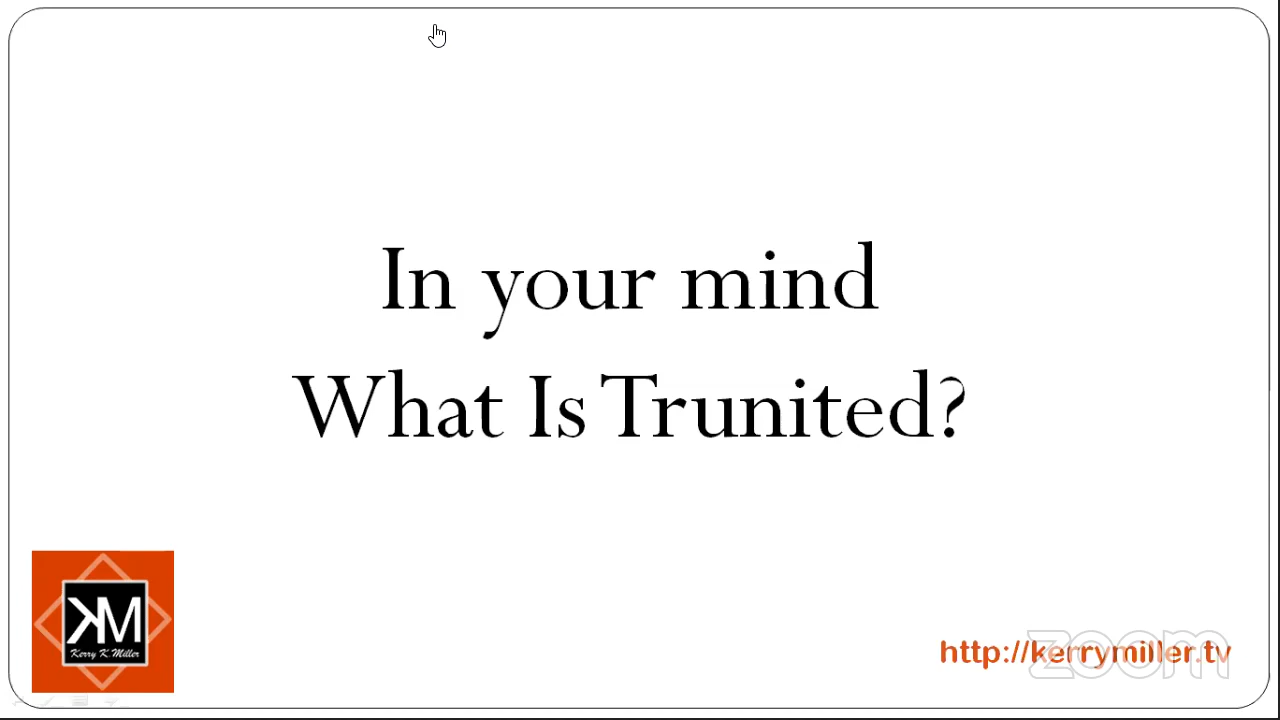 In your mind
What Is Trunited?
KM
Kerry K.Miller
http://kerrymiller.tv
zoom